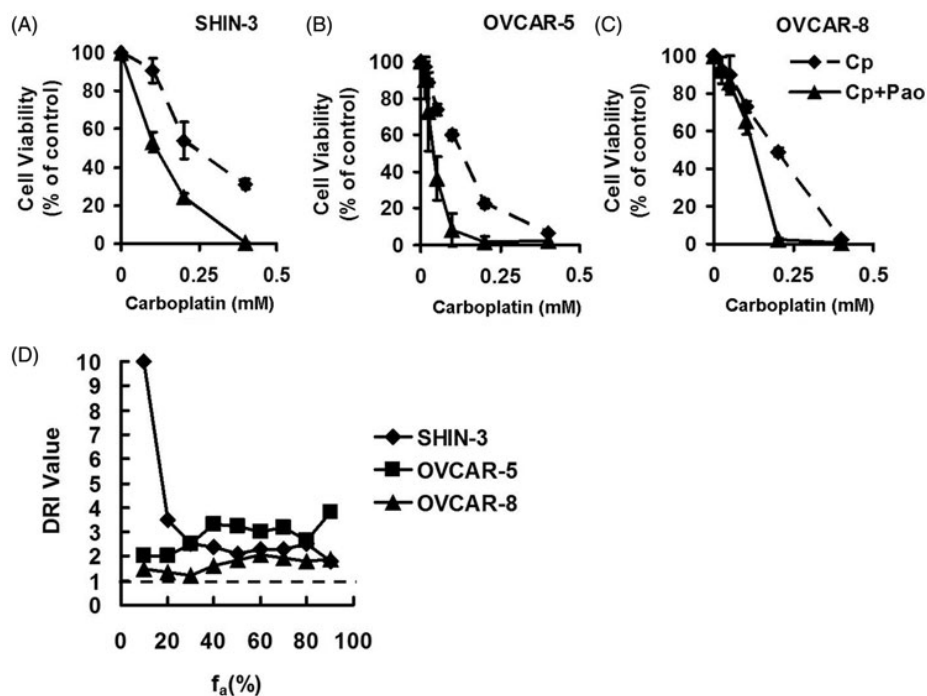 (A) SHIN-3
Cell Viability
(% of control)
100
80
60
40
20
0
0 0.25 0.5
Carboplatin (mM)
(B) OVCAR-5
Cell Viability
(% of control)
100
80
60
40
20
0
0 0.25 0.5
Carboplatin (mM)
(C) OVCAR-8
Cell Viability
(% of control)
100
80
60
40
20
0
0 0.25 0.5
Carboplatin (mM)
Cp
Cp+Pao
(D)
DRI Value
10
9
8
7
6
5
4
3
2
1
0
0 20 40 60 80 100
fa(%)
SHIN-3
OVCAR-5
OVCAR-8